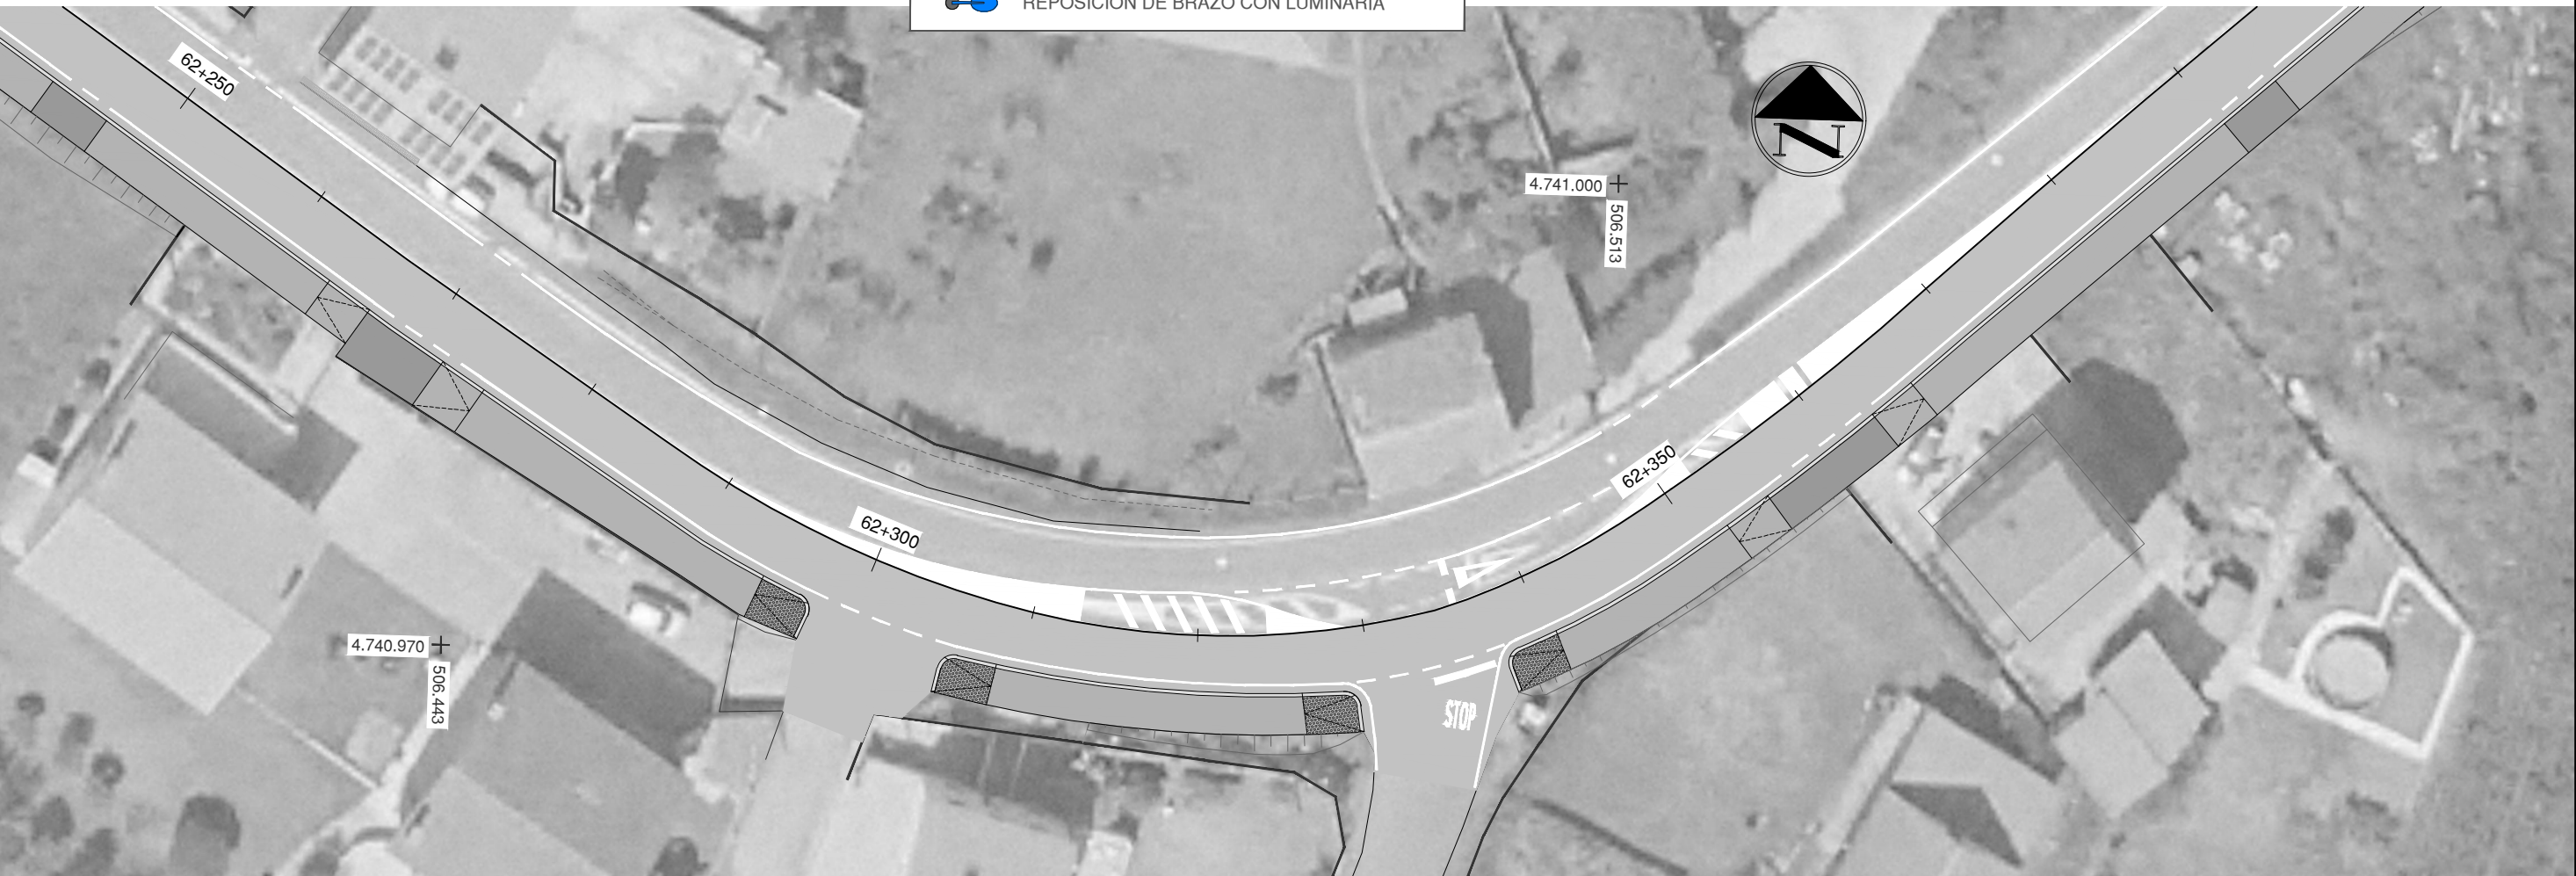 REPOSICIÓN DE BRAZO CON LUMINARIA
62+250
N
4.741.000
506.513
62+350
62+300
4.740.970
506.443
STOP